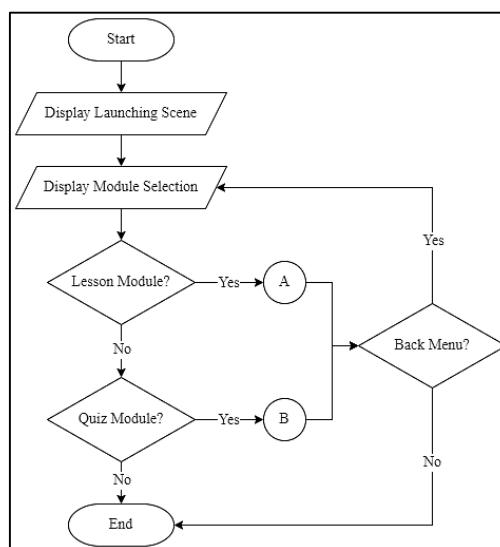 Start
Display Launching Scene
Display Module Selection
Yes
Lesson Module?
Yes
A
No
Back Menu?
Quiz Module?
Yes
B
No
No
End